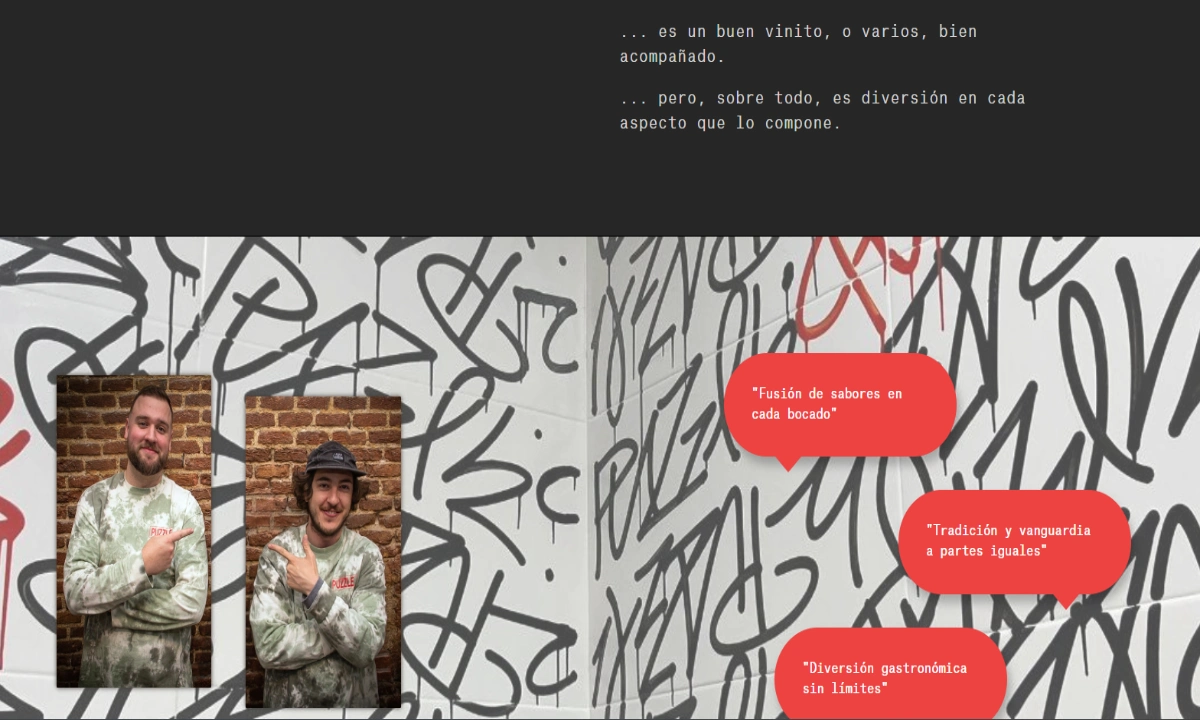 ... es un buen vinito, o varios, bien
acompañado.
... pero, sobre todo, es diversión en cada
aspecto que lo compone.
"Fusión de sabores en
cada bocado"
"Tradición y vanguardia
a partes iguales"
"Diversión gastronómica
sin límites"